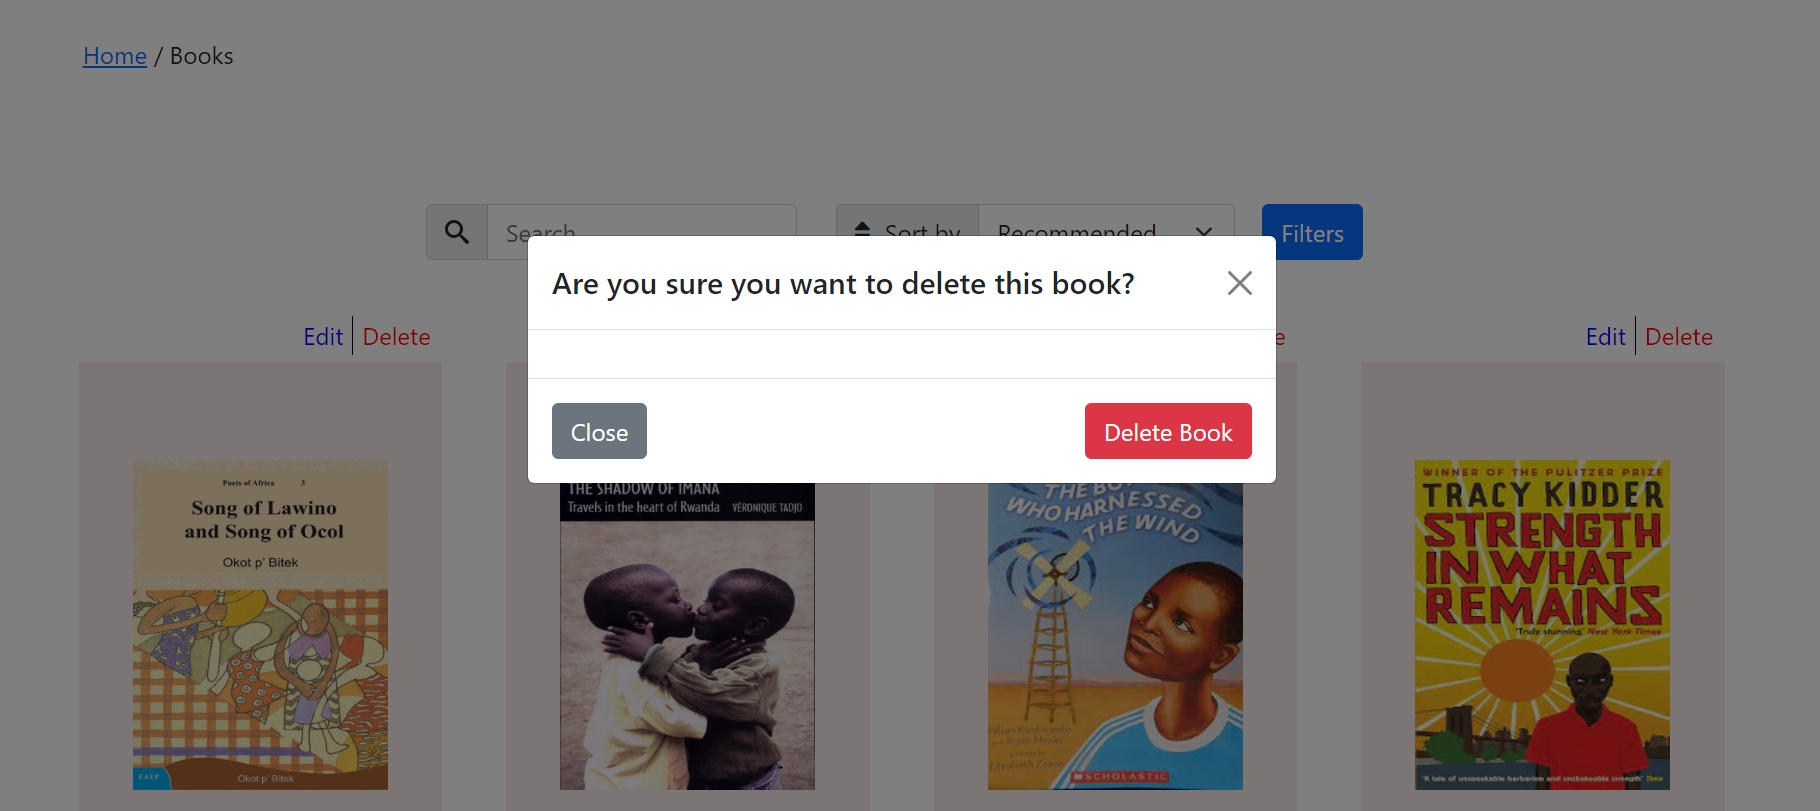 Home / Books
Search
Sort by
Recommended
Filters
Are you sure you want to delete this book?
Close
Delete Book
Edit
Delete
Edit
Delete
Poets of Africa 3
Song of Lawino
and Song of Ocol
Okot p' Bitek
EAEP
Okot p' Bitek
THE SHADOW OF IMANA
Travels in the heart of Rwanda VÉRONIQUE TADJO
WHO HARNESSED
THE WIND
William Kamkwamba
and Bryan Mealer
Elizabeth Zunon
SCHOLASTIC
WINNER OF THE PULITZER PRIZE
TRACY KIDDER
STRENGTH
IN WHAT
REMAINS
'Truly stunning' New York Times
'A tale of unspeakable barbarism and unshakeable strength' Time